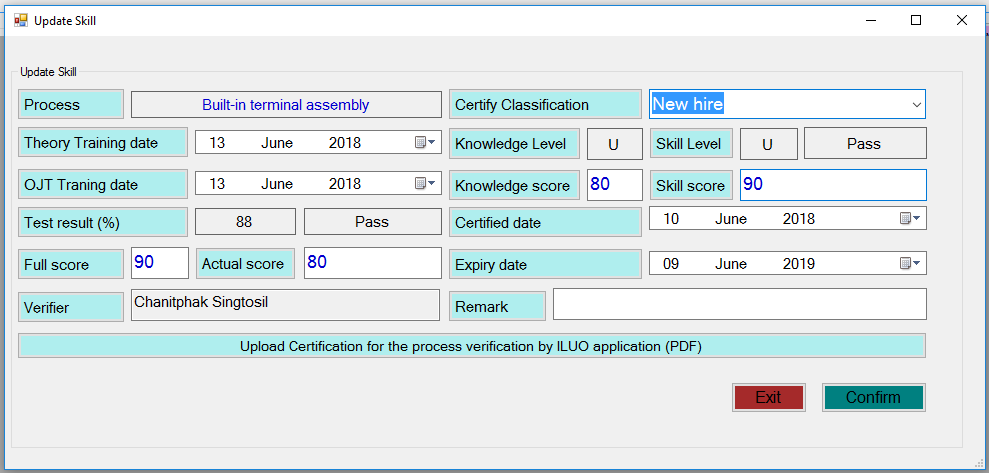 Update Skill
Update Skill
Process Built-in terminal assembly Certify Classification New hire
Theory Training date 13 June 2018 Knowledge Level U Skill Level U Pass
OJT Traning date 13 June 2018 Knowledge score 80 Skill score 90
Test result (%) 88 Pass Certified date 10 June 2018
Full score 90 Actual score 80 Expiry date 09 June 2019
Verifier Chanitphak Singtosil Remark
Upload Certification for the process verification by ILUO application (PDF)
Exit Confirm